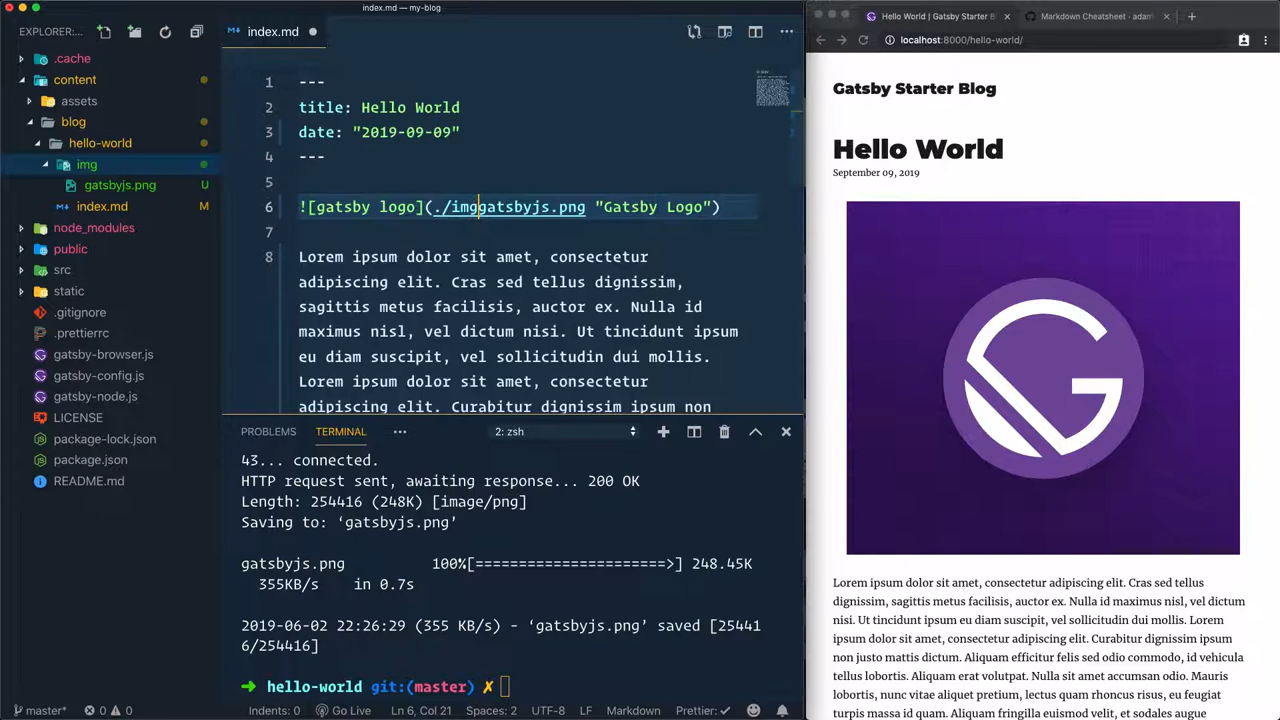 index.md — my-blog
EXPLORER:...
.cache
content
assets
blog
hello-world
img
gatsbyjs.png U
index.md M
node_modules
public
src
static
.gitignore
.prettierrc
gatsby-browser.js
gatsby-config.js
gatsby-node.js
LICENSE
package-lock.json
package.json
README.md
index.md
1 ---
2 title: Hello World
3 date: "2019-09-09"
4 ---
5
6 ![gatsby logo](./imggatsbyjs.png "Gatsby Logo")
7
8 Lorem ipsum dolor sit amet, consectetur
adipiscing elit. Cras sed tellus dignissim,
sagittis metus facilisis, auctor ex. Nulla id
maximus nisl, vel dictum nisi. Ut tincidunt ipsum
eu diam suscipit, vel sollicitudin dui mollis.
Lorem ipsum dolor sit amet, consectetur
adipiscing elit. Curabitur dignissim ipsum non
PROBLEMS TERMINAL ... 2: zsh
43... connected.
HTTP request sent, awaiting response... 200 OK
Length: 254416 (248K) [image/png]
Saving to: ‘gatsbyjs.png’
gatsbyjs.png 100%[=====================>] 248.45K
355KB/s in 0.7s
2019-06-02 22:26:29 (355 KB/s) - ‘gatsbyjs.png’ saved [25441
6/254416]
➜ hello-world git:(master) ✗
master* 0 0 Indents: 0 Go Live Ln 6, Col 21 Spaces: 2 UTF-8 LF Markdown Prettier: ✓
Hello World | Gatsby Starter B
Markdown Cheatsheet · adam
localhost:8000/hello-world/
Gatsby Starter Blog
Hello World
September 09, 2019
Lorem ipsum dolor sit amet, consectetur adipiscing elit. Cras sed tellus
dignissim, sagittis metus facilisis, auctor ex. Nulla id maximus nisl, vel dictum
nisi. Ut tincidunt ipsum eu diam suscipit, vel sollicitudin dui mollis. Lorem
ipsum dolor sit amet, consectetur adipiscing elit. Curabitur dignissim ipsum
non justo mattis dictum. Aliquam efficitur felis sed odio commodo, id vehicula
tellus lobortis. Aliquam erat volutpat. Nulla sit amet accumsan odio. Mauris
lobortis, nunc vitae aliquet pretium, lectus quam rhoncus risus, eu feugiat
turpis massa id quam. Aliquam fringilla euismod velit, et sodales augue